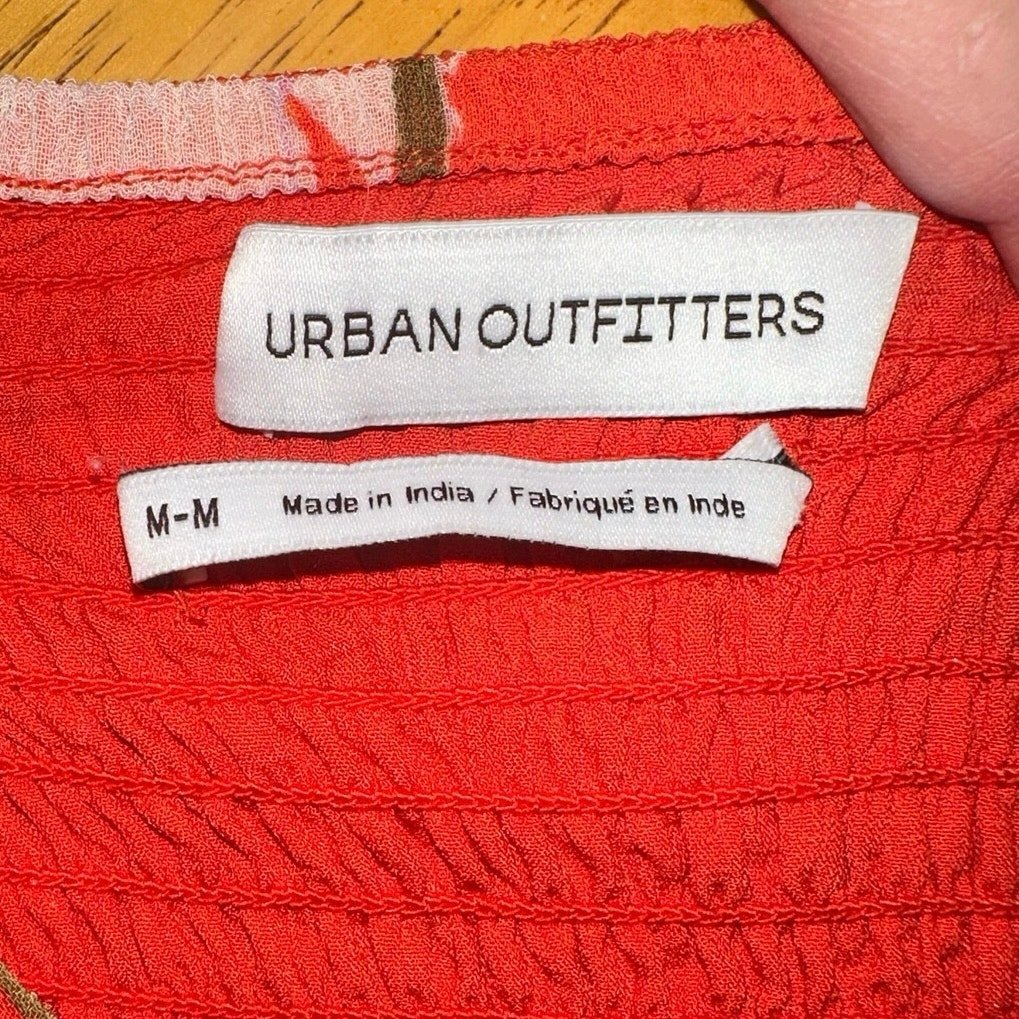 URBAN OUTFITTERS
M-M Made in India / Fabriqué en Inde